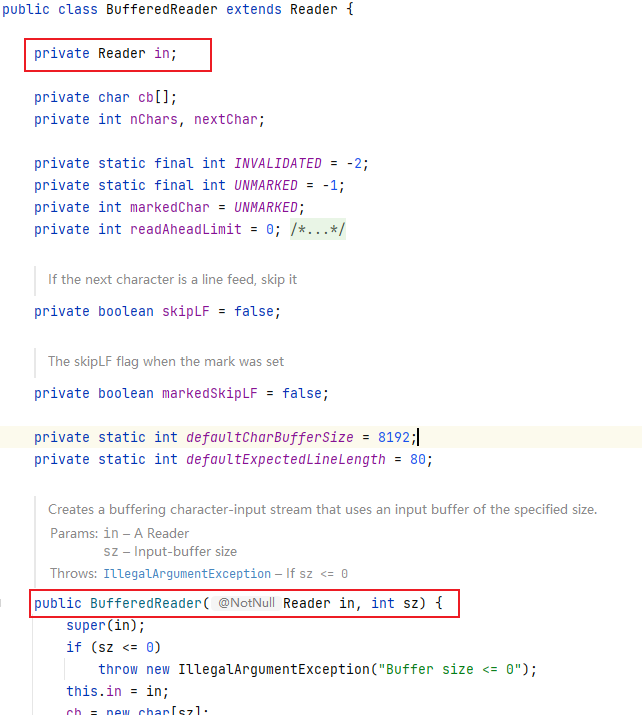 public class BufferedReader extends Reader {
private Reader in;
private char cb[];
private int nChars, nextChar;
private static final int INVALIDATED = -2;
private static final int UNMARKED = -1;
private int markedChar = UNMARKED;
private int readAheadLimit = 0; /*...*/
If the next character is a line feed, skip it
private boolean skipLF = false;
The skipLF flag when the mark was set
private boolean markedSkipLF = false;
private static int defaultCharBufferSize = 8192;
private static int defaultExpectedLineLength = 80;
Creates a buffering character-input stream that uses an input buffer of the specified size.
Params: in – A Reader
sz – Input-buffer size
Throws: IllegalArgumentException – If sz <= 0
public BufferedReader( @NotNull Reader in, int sz) {
super(in);
if (sz <= 0)
throw new IllegalArgumentException("Buffer size <= 0");
this.in = in;
cb = new char[sz];